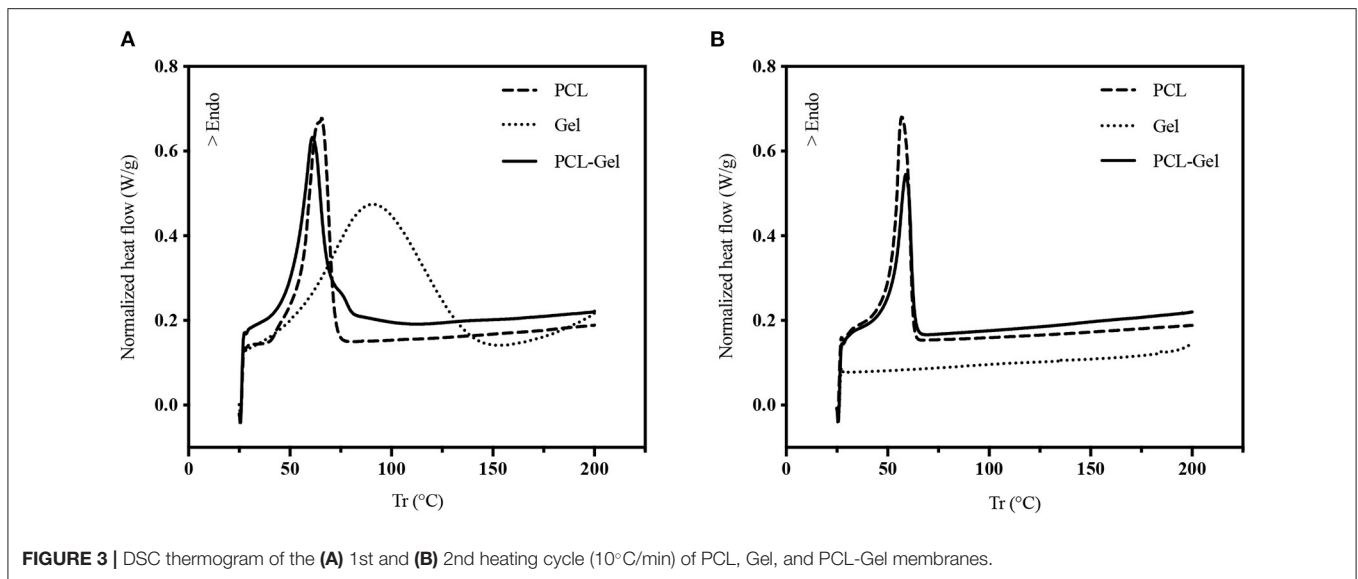 A
0.8
0.6
0.4
0.2
0.0
Normalized heat flow (W/g)
> Endo
PCL
Gel
PCL-Gel
0 50 100 150 200
Tr (°C)
B
0.8
0.6
0.4
0.2
0.0
Normalized heat flow (W/g)
> Endo
PCL
Gel
PCL-Gel
0 50 100 150 200
Tr (°C)
FIGURE 3 | DSC thermogram of the (A) 1st and (B) 2nd heating cycle (10°C/min) of PCL, Gel, and PCL-Gel membranes.